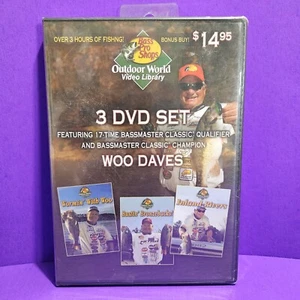 OVER 3 HOURS OF FISHING!
BONUS BUY!
$14.95
Bass Pro Shops
Outdoor World
Video Library
3 DVD SET
FEATURING 17-TIME BASSMASTER CLASSIC QUALIFIER
AND BASSMASTER CLASSIC CHAMPION
WOO DAVES